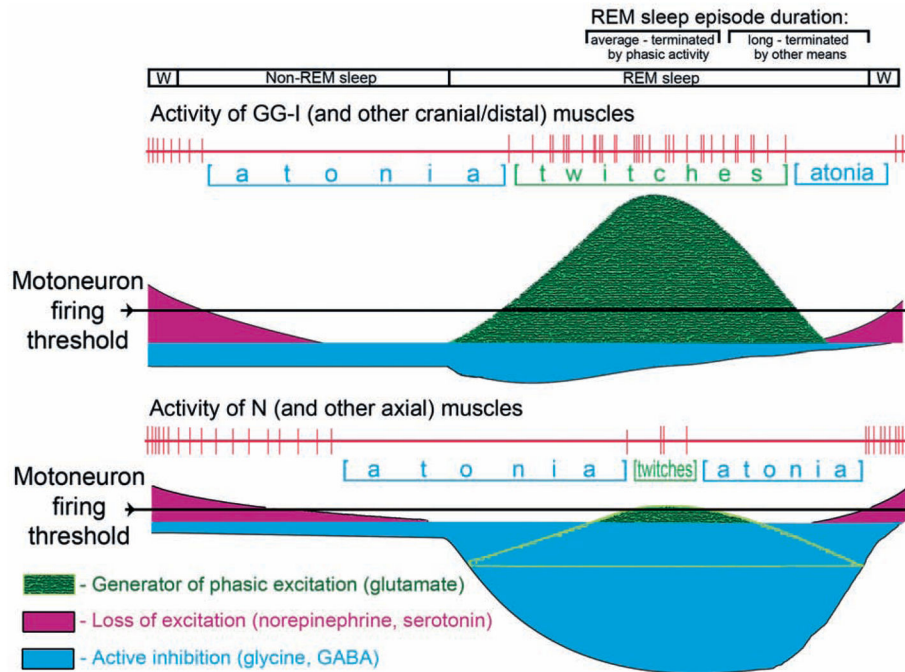 REM sleep episode duration:
average - terminated
by phasic activity
long - terminated
by other means
W
Non-REM sleep
REM sleep
W
Activity of GG-I (and other cranial/distal) muscles
[ a t o n i a ]
[ t w i t c h e s ]
[atonia]
Motoneuron
firing
threshold
Activity of N (and other axial) muscles
[ a t o n i a ]
[twitches]
[ a t o n i a ]
Motoneuron
firing
threshold
- Generator of phasic excitation (glutamate)
- Loss of excitation (norepinephrine, serotonin)
- Active inhibition (glycine, GABA)